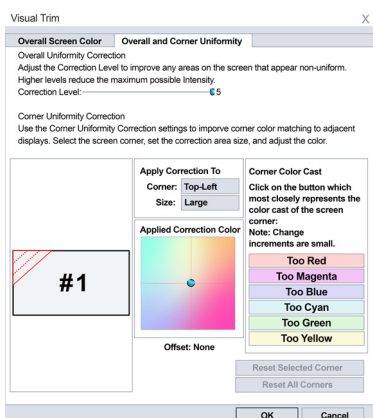 Visual Trim X
Overall Screen Color Overall and Corner Uniformity
Overall Uniformity Correction
Adjust the Correction Level to improve any areas on the screen that appear non-uniform.
Higher levels reduce the maximum possible Intensity.
Correction Level: 5
Corner Uniformity Correction
Use the Corner Uniformity Correction settings to imporve corner color matching to adjacent
displays. Select the screen corner, set the correction area size, and adjust the color.
#1
Apply Correction To
Corner: Top-Left
Size: Large
Applied Correction Color
Offset: None
Corner Color Cast
Click on the button which
most closely represents the
color cast of the screen
corner:
Note: Change
increments are small.
Too Red
Too Magenta
Too Blue
Too Cyan
Too Green
Too Yellow
Reset Selected Corner
Reset All Corners
OK Cancel